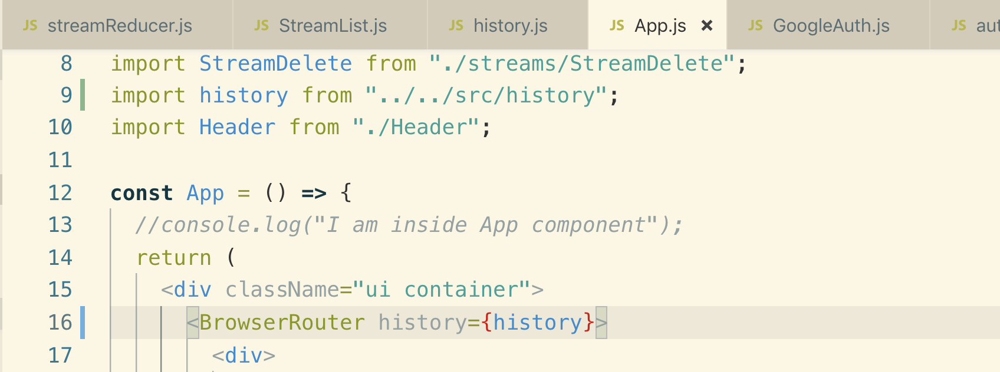 JS streamReducer.js JS StreamList.js JS history.js JS App.js × JS GoogleAuth.js JS aut
8 import StreamDelete from "./streams/StreamDelete";
9 import history from "../../src/history";
10 import Header from "./Header";
11
12 const App = () => {
13 //console.log("I am inside App component");
14 return (
15 <div className="ui container">
16 <BrowserRouter history={history}>
17 <div>